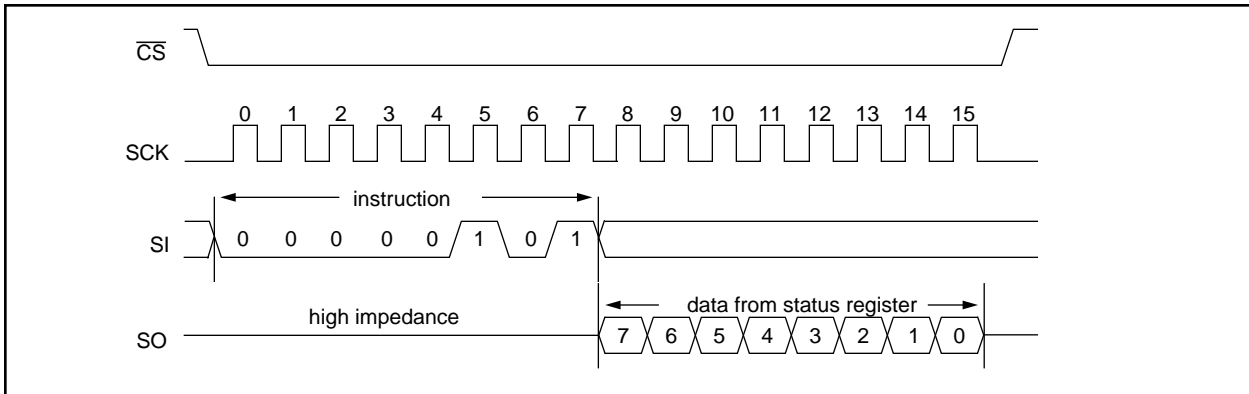 CS
0 1 2 3 4 5 6 7 8 9 10 11 12 13 14 15
SCK
instruction
SI 0 0 0 0 0 1 0 1
data from status register
high impedance
SO 7 6 5 4 3 2 1 0